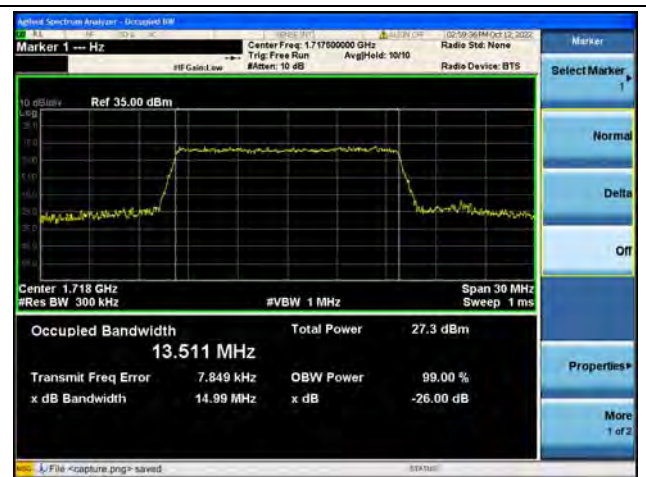 Agilent Spectrum Analyzer - Occupied BW
02:59:36 PM Oct 12, 2022
Marker 1 --- Hz
Center Freq: 1.717500000 GHz
Radio Std: None
Trig: Free Run
Avg|Hold: 10/10
#IFGain:Low
#Atten: 10 dB
Radio Device: BTS
10 dB/div
Ref 35.00 dBm
Log
Center 1.718 GHz
Span 30 MHz
#Res BW 300 kHz
#VBW 1 MHz
Sweep 1 ms
Occupied Bandwidth
Total Power
27.3 dBm
13.511 MHz
Transmit Freq Error
7.849 kHz
OBW Power
99.00 %
x dB Bandwidth
14.99 MHz
x dB
-26.00 dB
MSG
File <capture.png> saved
STATUS
Marker
Select Marker
1
Normal
Delta
Off
Properties
More
1 of 2